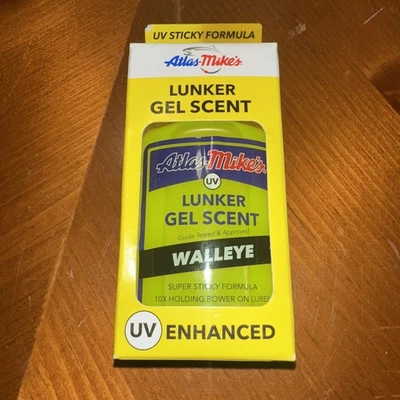 UV STICKY FORMULA
Atlas-Mike's
LUNKER
GEL SCENT
Atlas-Mike's
UV
LUNKER
GEL SCENT
Guide Tested & Approved
WALLEYE
SUPER STICKY FORMULA
10X HOLDING POWER ON LURES
UV ENHANCED